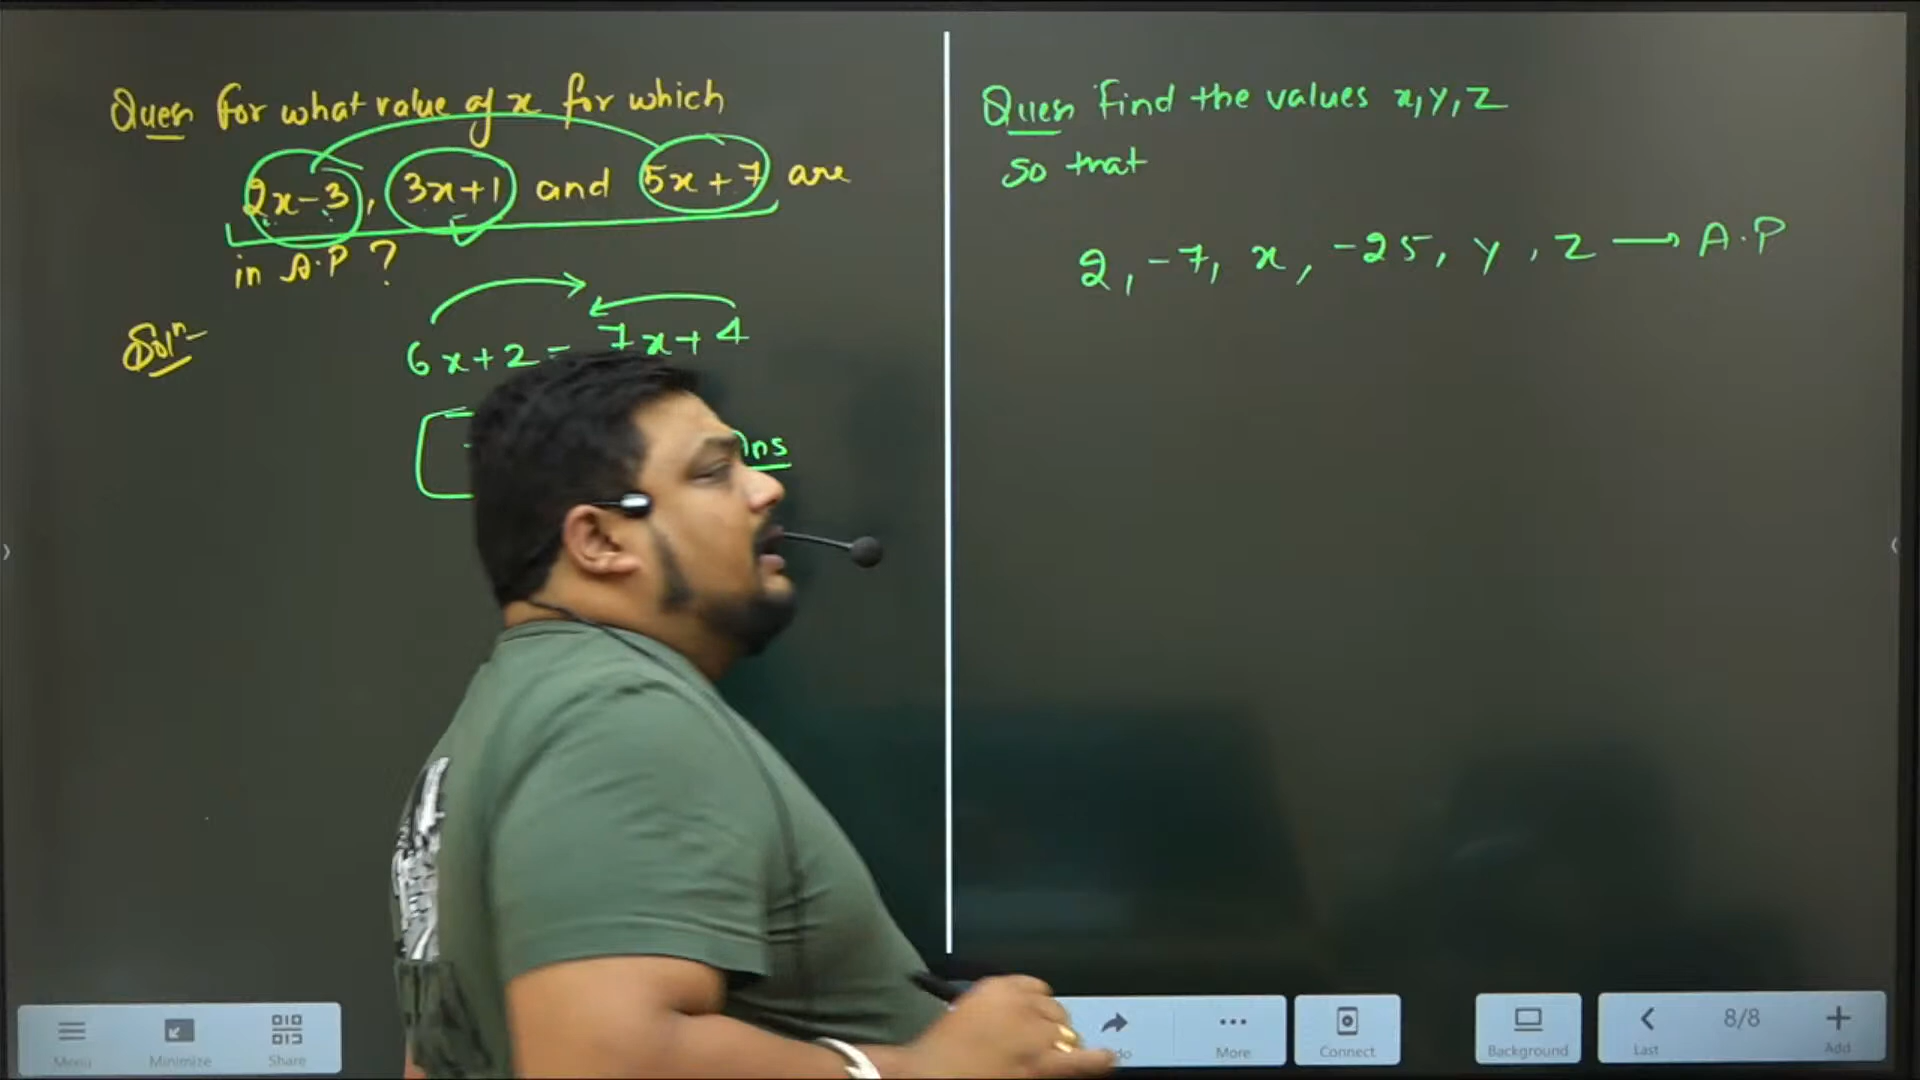 Quesn for what value of x for which
2x-3, 3x+1 and 5x+7 are
in A.P ?
Solⁿ-
6x+2 = 7x+4
Ans
Quesn Find the values x, y, z
so that
2, -7, x, -25, y, z → A.P
Menu
Minimize
Share
More
Connect
Background
Last
8/8
Add